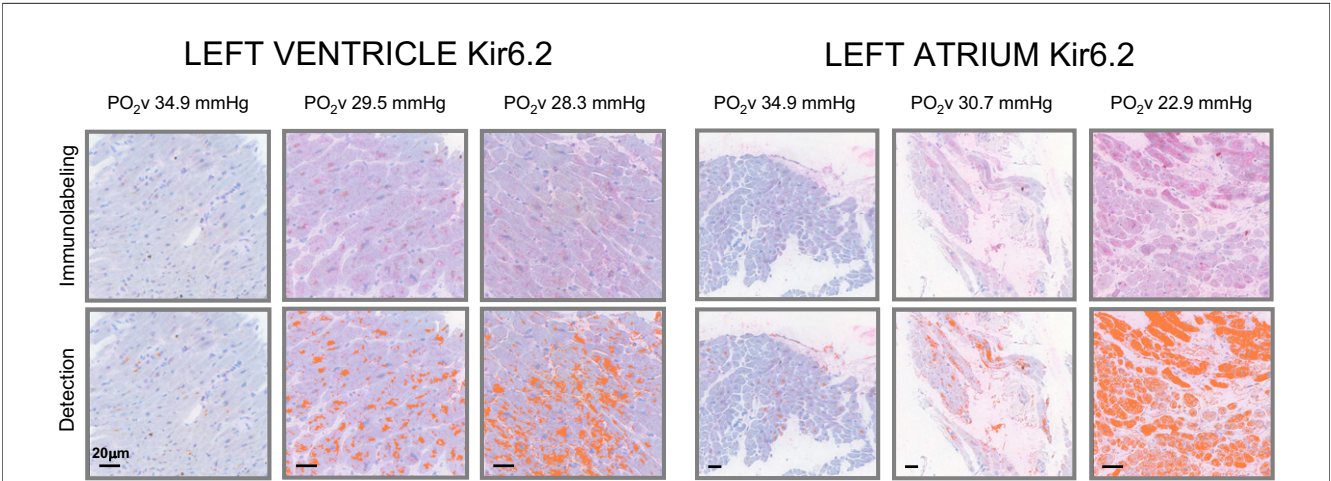 LEFT VENTRICLE Kir6.2
LEFT ATRIUM Kir6.2
PO₂v 34.9 mmHg
PO₂v 29.5 mmHg
PO₂v 28.3 mmHg
PO₂v 34.9 mmHg
PO₂v 30.7 mmHg
PO₂v 22.9 mmHg
Immunolabeling
Detection
20μm